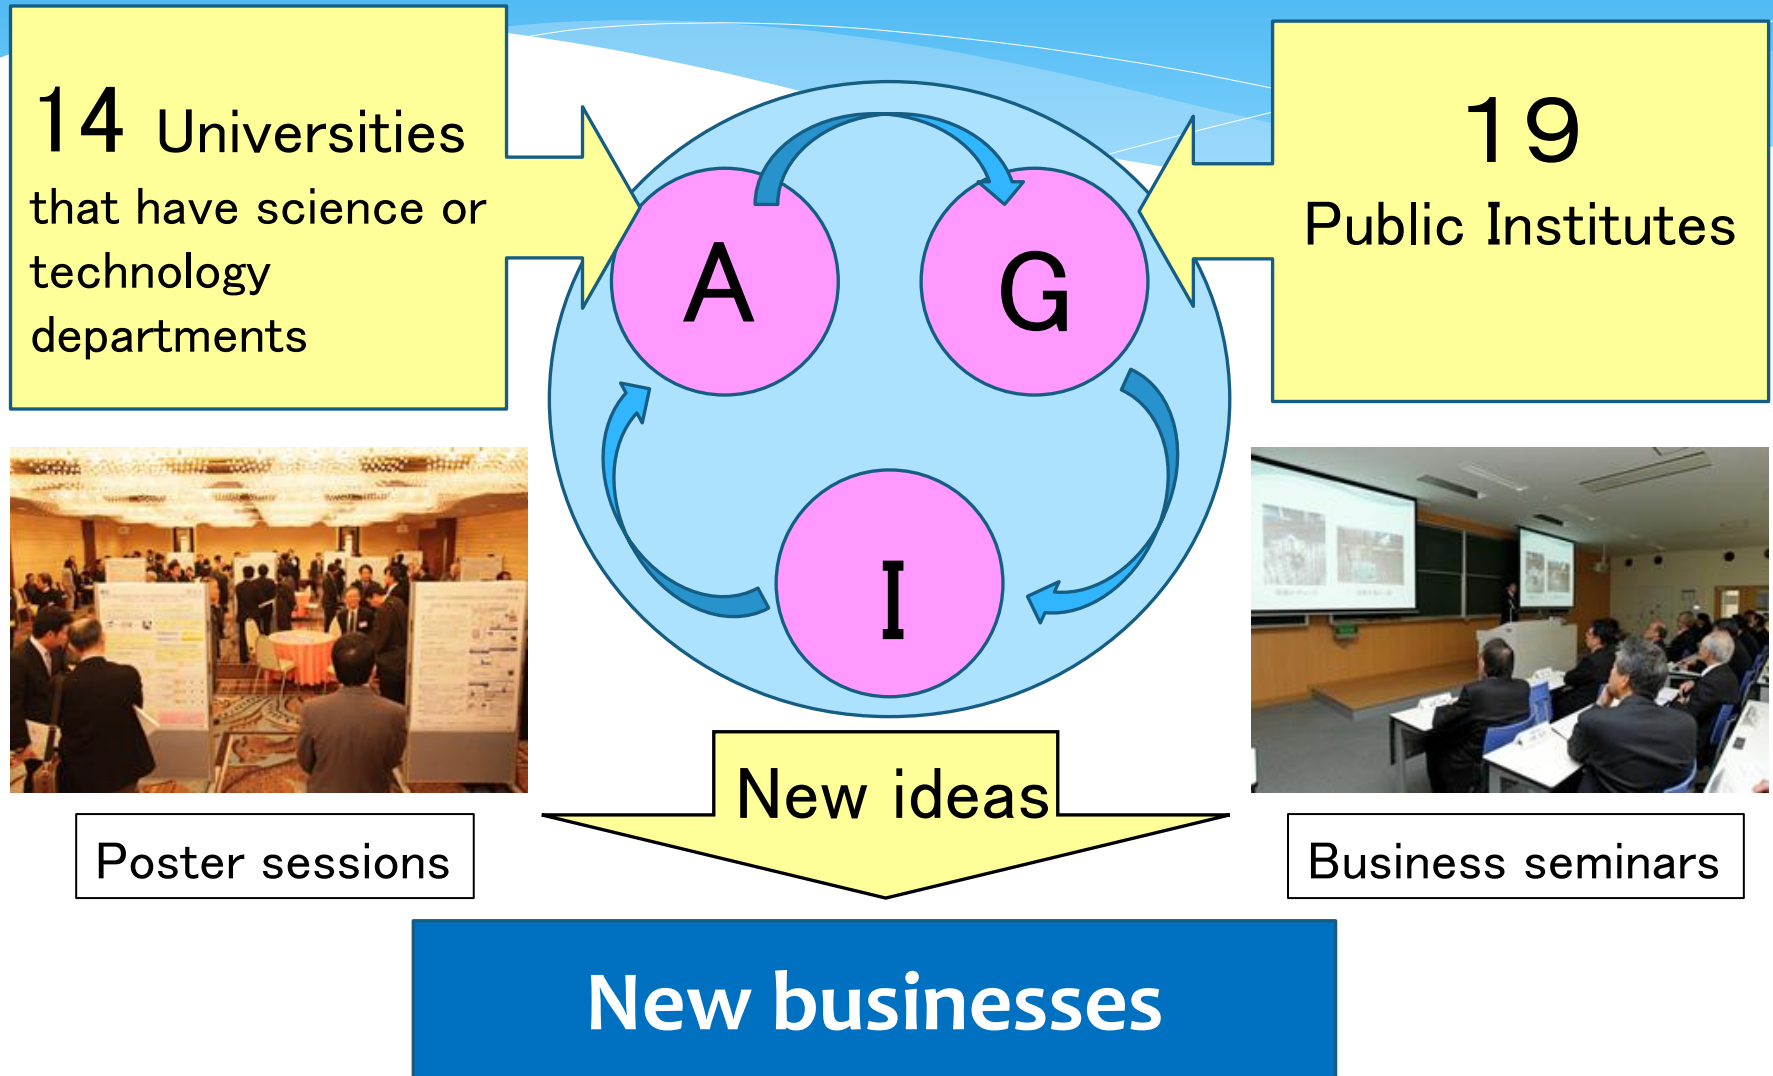 14 Universities
that have science or
technology
departments
19
Public Institutes
A
G
I
Poster sessions
New ideas
Business seminars
New businesses